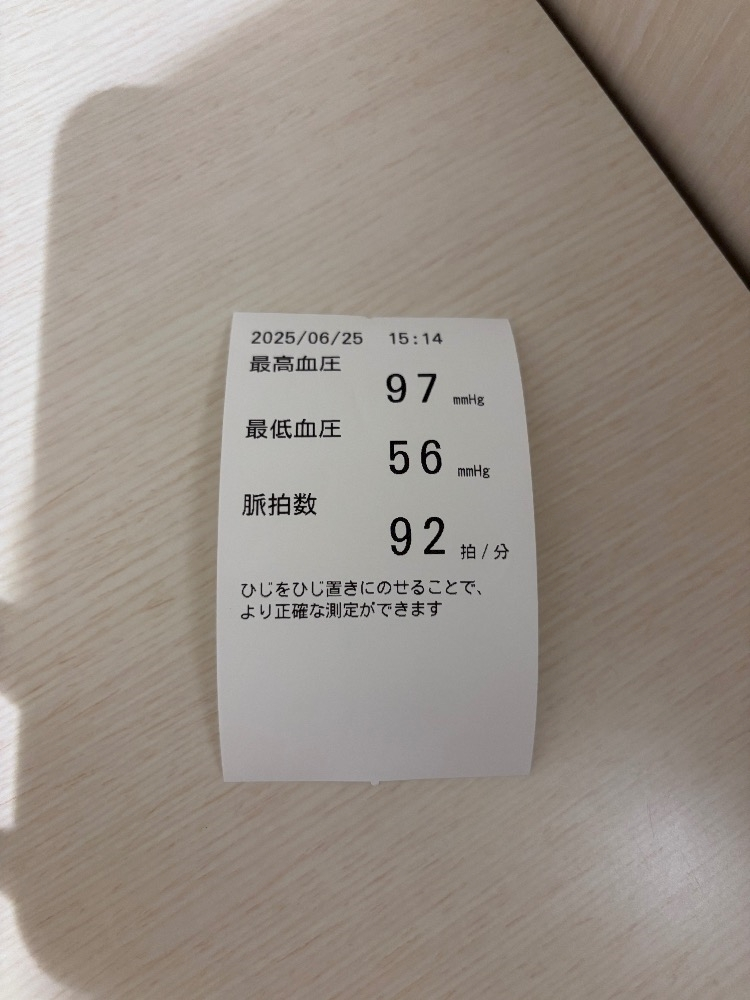 2025/06/25 15:14
最高血圧
97 mmHg
最低血圧
56 mmHg
脈拍数
92 拍/分
ひじをひじ置きにのせることで、
より正確な測定ができます